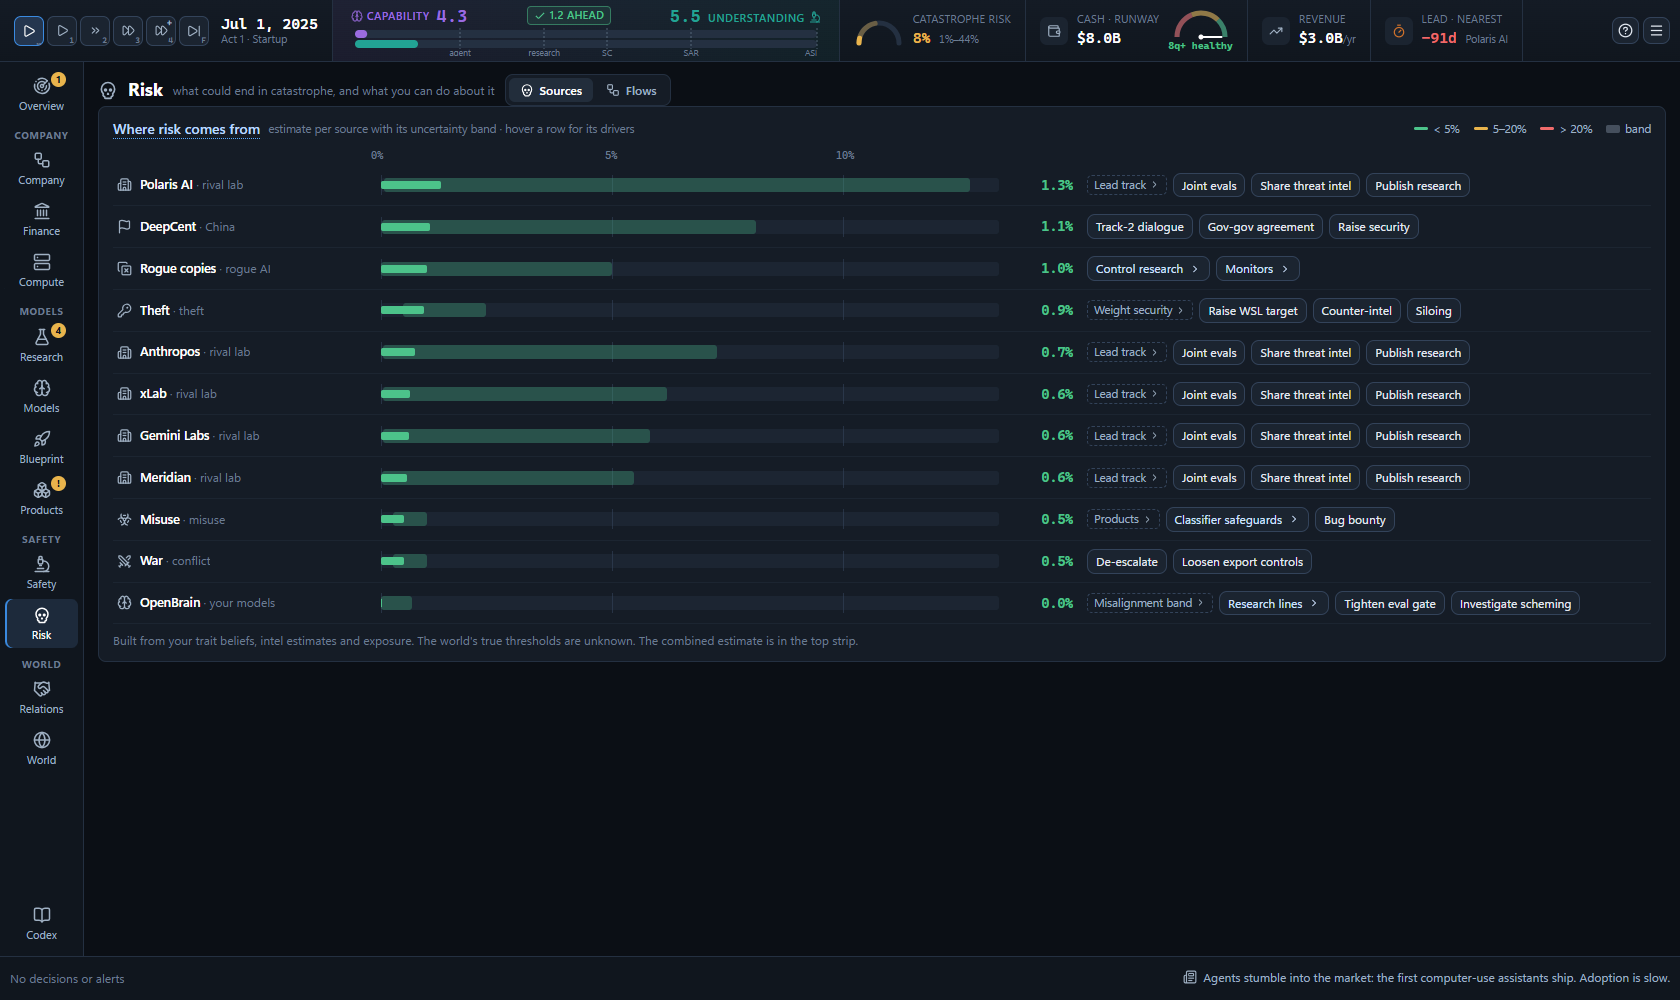 1
2
3
4
F
Jul 1, 2025
Act 1 · Startup
CAPABILITY 4.3
1.2 AHEAD
5.5 UNDERSTANDING
agent
research
SC
SAR
ASI
CATASTROPHE RISK
8% 1%–44%
CASH · RUNWAY
$8.0B
8q+ healthy
REVENUE
$3.0B/yr
LEAD · NEAREST
−91d Polaris AI
1
Overview
COMPANY
Company
Finance
Compute
MODELS
4
Research
Models
Blueprint
!
Products
SAFETY
Safety
Risk
WORLD
Relations
World
Codex
Risk what could end in catastrophe, and what you can do about it
Sources
Flows
Where risk comes from estimate per source with its uncertainty band · hover a row for its drivers
< 5% 5–20% > 20% band
0% 5% 10%
Polaris AI · rival lab 1.3% Lead track > Joint evals Share threat intel Publish research
DeepCent · China 1.1% Track-2 dialogue Gov-gov agreement Raise security
Rogue copies · rogue AI 1.0% Control research > Monitors >
Theft · theft 0.9% Weight security > Raise WSL target Counter-intel Siloing
Anthropos · rival lab 0.7% Lead track > Joint evals Share threat intel Publish research
xLab · rival lab 0.6% Lead track > Joint evals Share threat intel Publish research
Gemini Labs · rival lab 0.6% Lead track > Joint evals Share threat intel Publish research
Meridian · rival lab 0.6% Lead track > Joint evals Share threat intel Publish research
Misuse · misuse 0.5% Products > Classifier safeguards > Bug bounty
War · conflict 0.5% De-escalate Loosen export controls
OpenBrain · your models 0.0% Misalignment band > Research lines > Tighten eval gate Investigate scheming
Built from your trait beliefs, intel estimates and exposure. The world's true thresholds are unknown. The combined estimate is in the top strip.
No decisions or alerts
Agents stumble into the market: the first computer-use assistants ship. Adoption is slow.